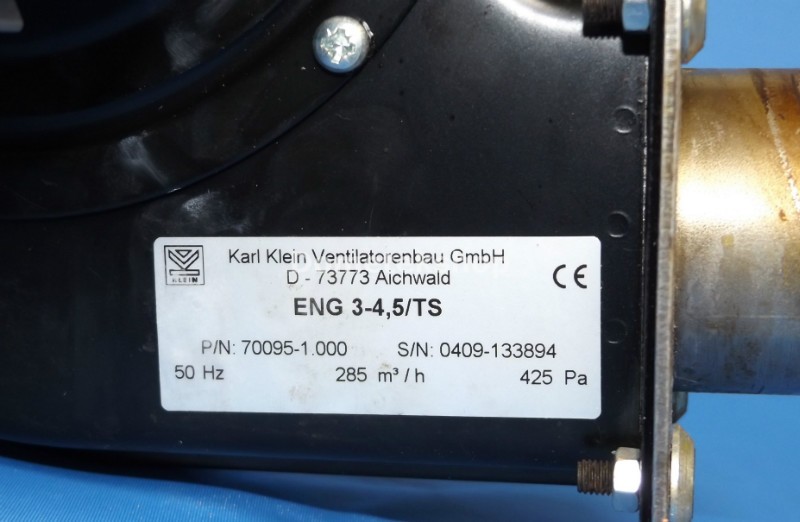 KLEIN
Karl Klein Ventilatorenbau GmbH
D - 73773 Aichwald
CE
ENG 3-4,5/TS
P/N: 70095-1.000 S/N: 0409-133894
50 Hz 285 m³ / h 425 Pa